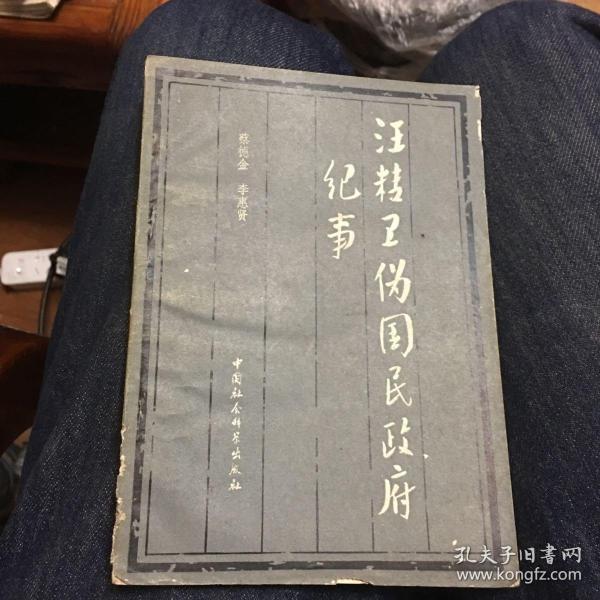 汪精卫伪国民政府
纪事
蔡德金 李惠贤
中国社会科学出版社
孔夫子旧书网
www.kongfz.com